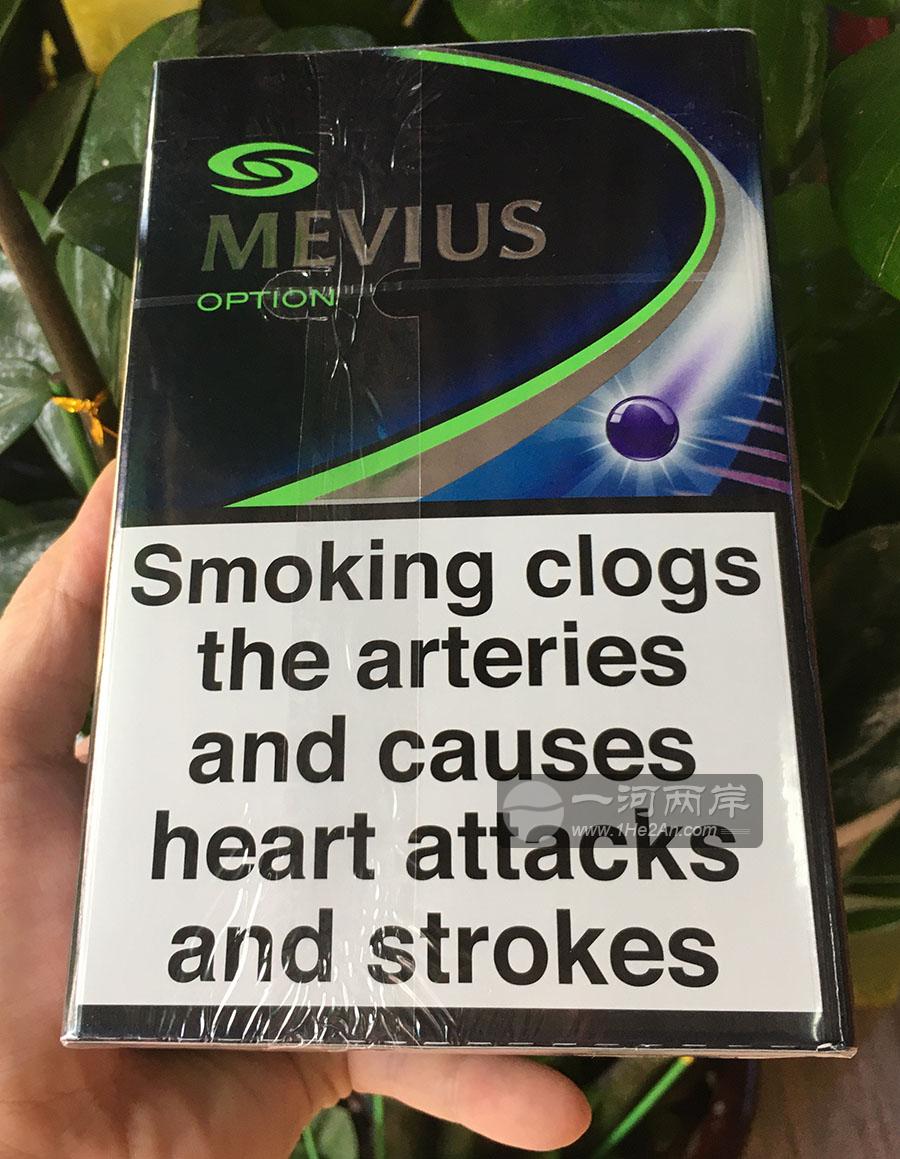 MEVIUS
OPTION
Smoking clogs
the arteries
and causes
heart attacks
and strokes
一河两岸
www.1He2An.com